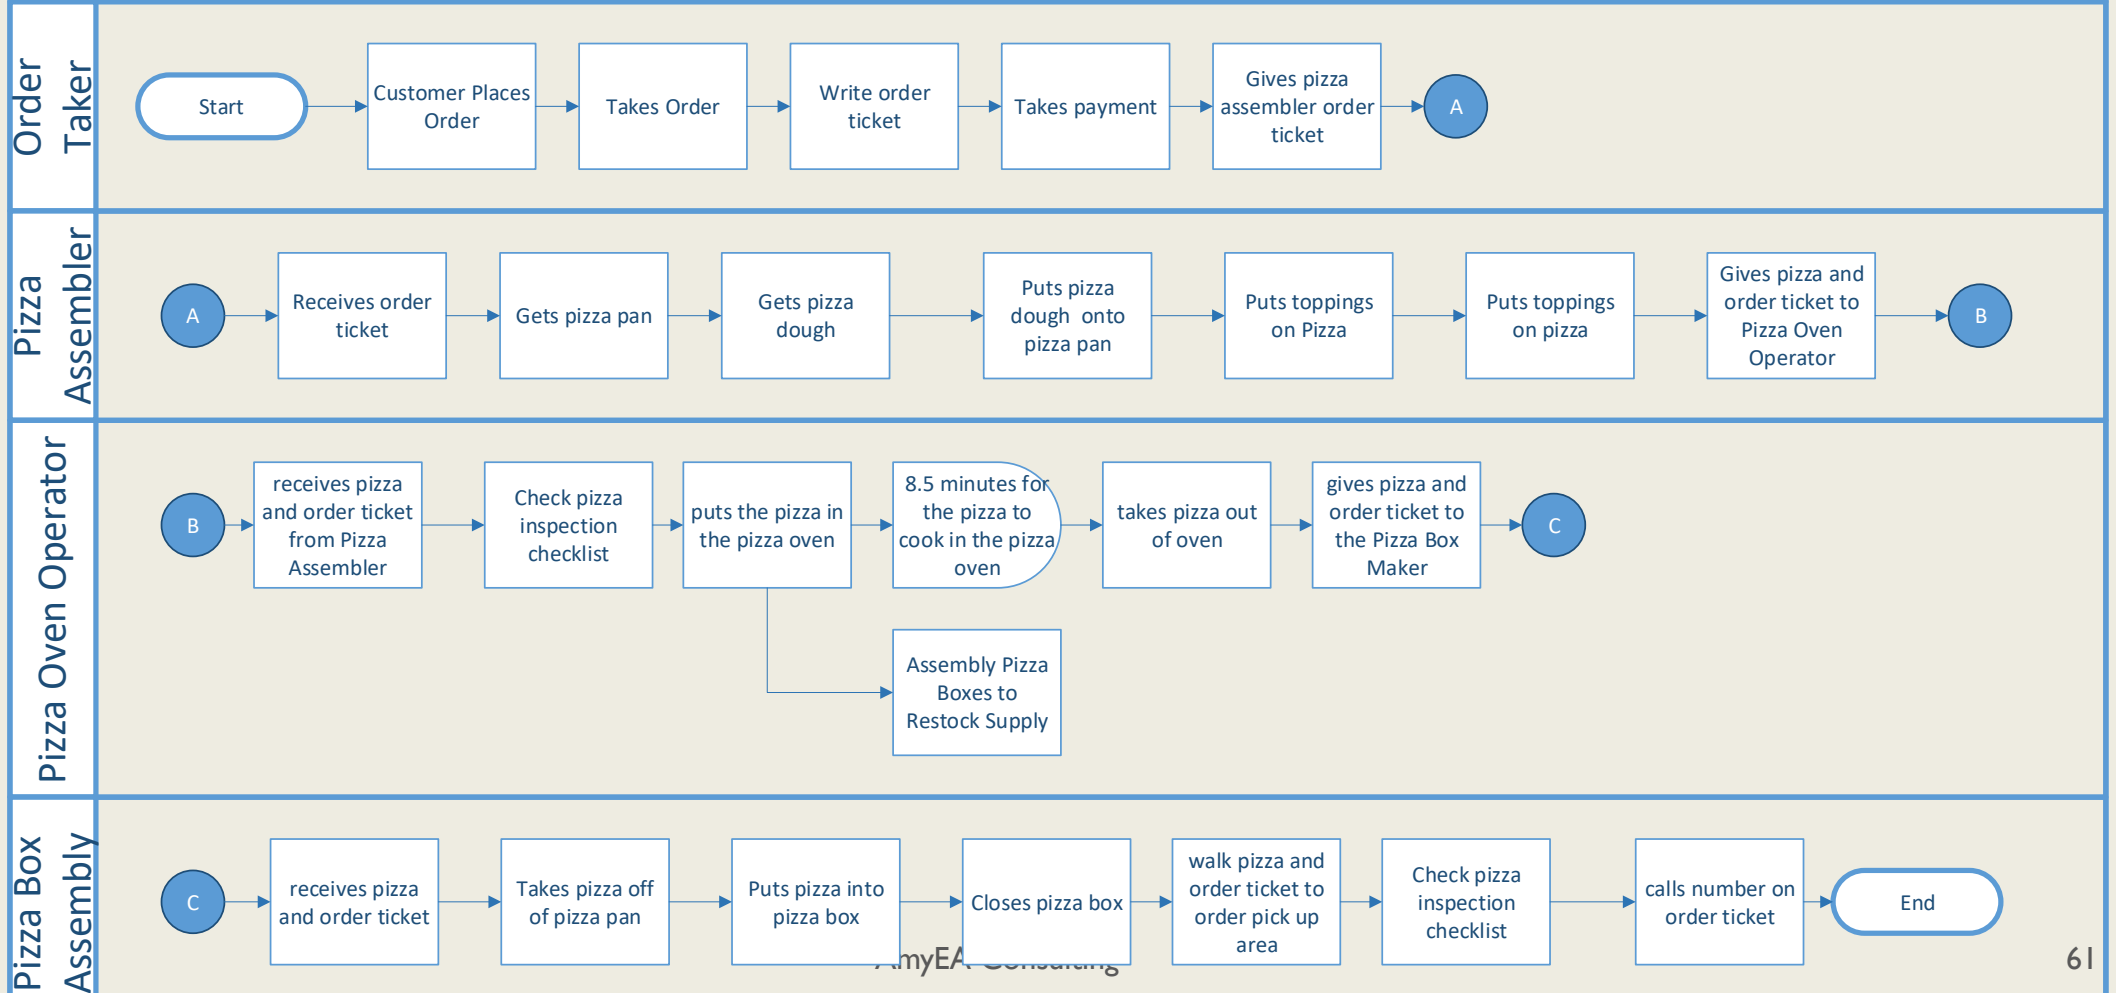 Order
Taker
Start
Customer Places
Order
Takes Order
Write order
ticket
Takes payment
Gives pizza
assembler order
ticket
A
Pizza
Assembler
A
Receives order
ticket
Gets pizza pan
Gets pizza
dough
Puts pizza
dough onto
pizza pan
Puts toppings
on Pizza
Puts toppings
on pizza
Gives pizza and
order ticket to
Pizza Oven
Operator
B
Pizza Oven Operator
B
receives pizza
and order ticket
from Pizza
Assembler
Check pizza
inspection
checklist
puts the pizza in
the pizza oven
8.5 minutes for
the pizza to
cook in the pizza
oven
takes pizza out
of oven
gives pizza and
order ticket to
the Pizza Box
Maker
C
Assembly Pizza
Boxes to
Restock Supply
Pizza Box
Assembly
C
receives pizza
and order ticket
Takes pizza off
of pizza pan
Puts pizza into
pizza box
Closes pizza box
walk pizza and
order ticket to
order pick up
area
Check pizza
inspection
checklist
calls number on
order ticket
End
AmyEA Consulting
61